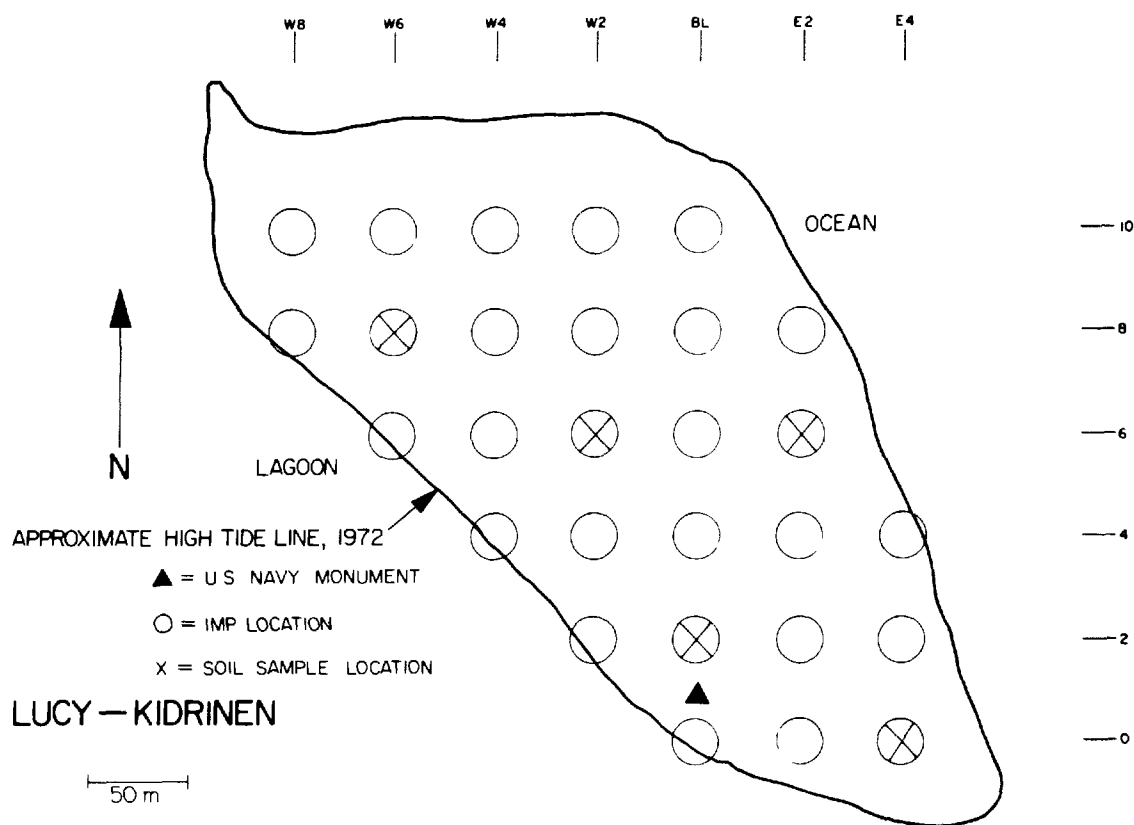 W8 W6 W4 W2 BL E2 E4
OCEAN
10
8
6
N
LAGOON
APPROXIMATE HIGH TIDE LINE, 1972
4
▲ = U S NAVY MONUMENT
○ = IMP LOCATION
2
X = SOIL SAMPLE LOCATION
LUCY — KIDRINEN
0
50 m